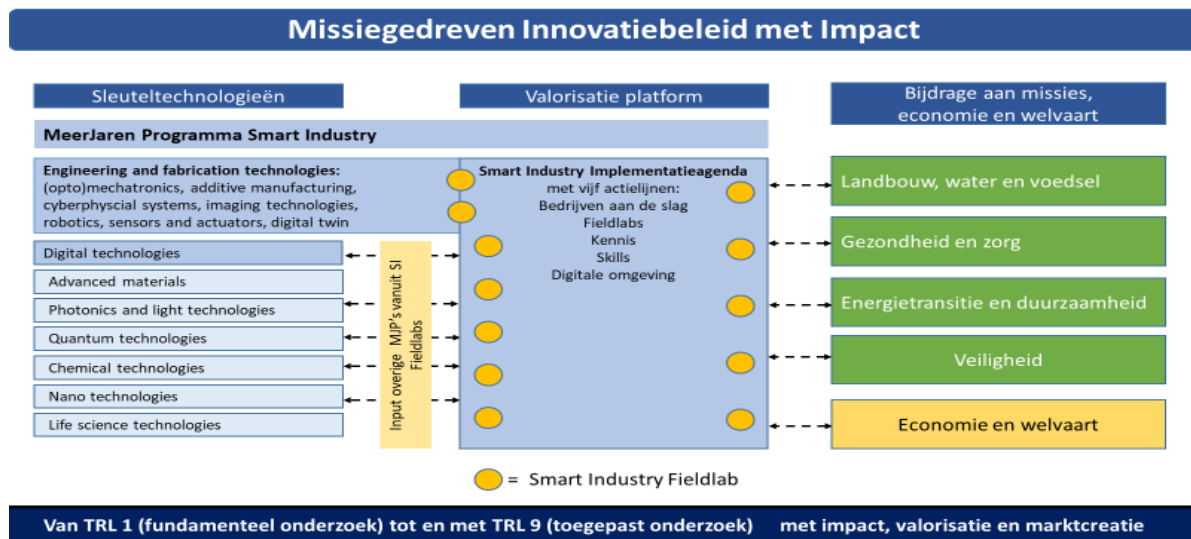 Missiegedreven Innovatiebeleid met Impact
Sleuteltechnologieën
Valorisatie platform
Bijdrage aan missies,
economie en welvaart
MeerJaren Programma Smart Industry
Engineering and fabrication technologies:
(opto)mechatronics, additive manufacturing,
cyberphyscial systems, imaging technologies,
robotics, sensors and actuators, digital twin
Digital technologies
Advanced materials
Photonics and light technologies
Quantum technologies
Chemical technologies
Nano technologies
Life science technologies
Input overige MJP's vanuit SI
Fieldlabs
Smart Industry Implementatieagenda
met vijf actielijnen:
Bedrijven aan de slag
Fieldlabs
Kennis
Skills
Digitale omgeving
Landbouw, water en voedsel
Gezondheid en zorg
Energietransitie en duurzaamheid
Veiligheid
Economie en welvaart
= Smart Industry Fieldlab
Van TRL 1 (fundamenteel onderzoek) tot en met TRL 9 (toegepast onderzoek) met impact, valorisatie en marktcreatie